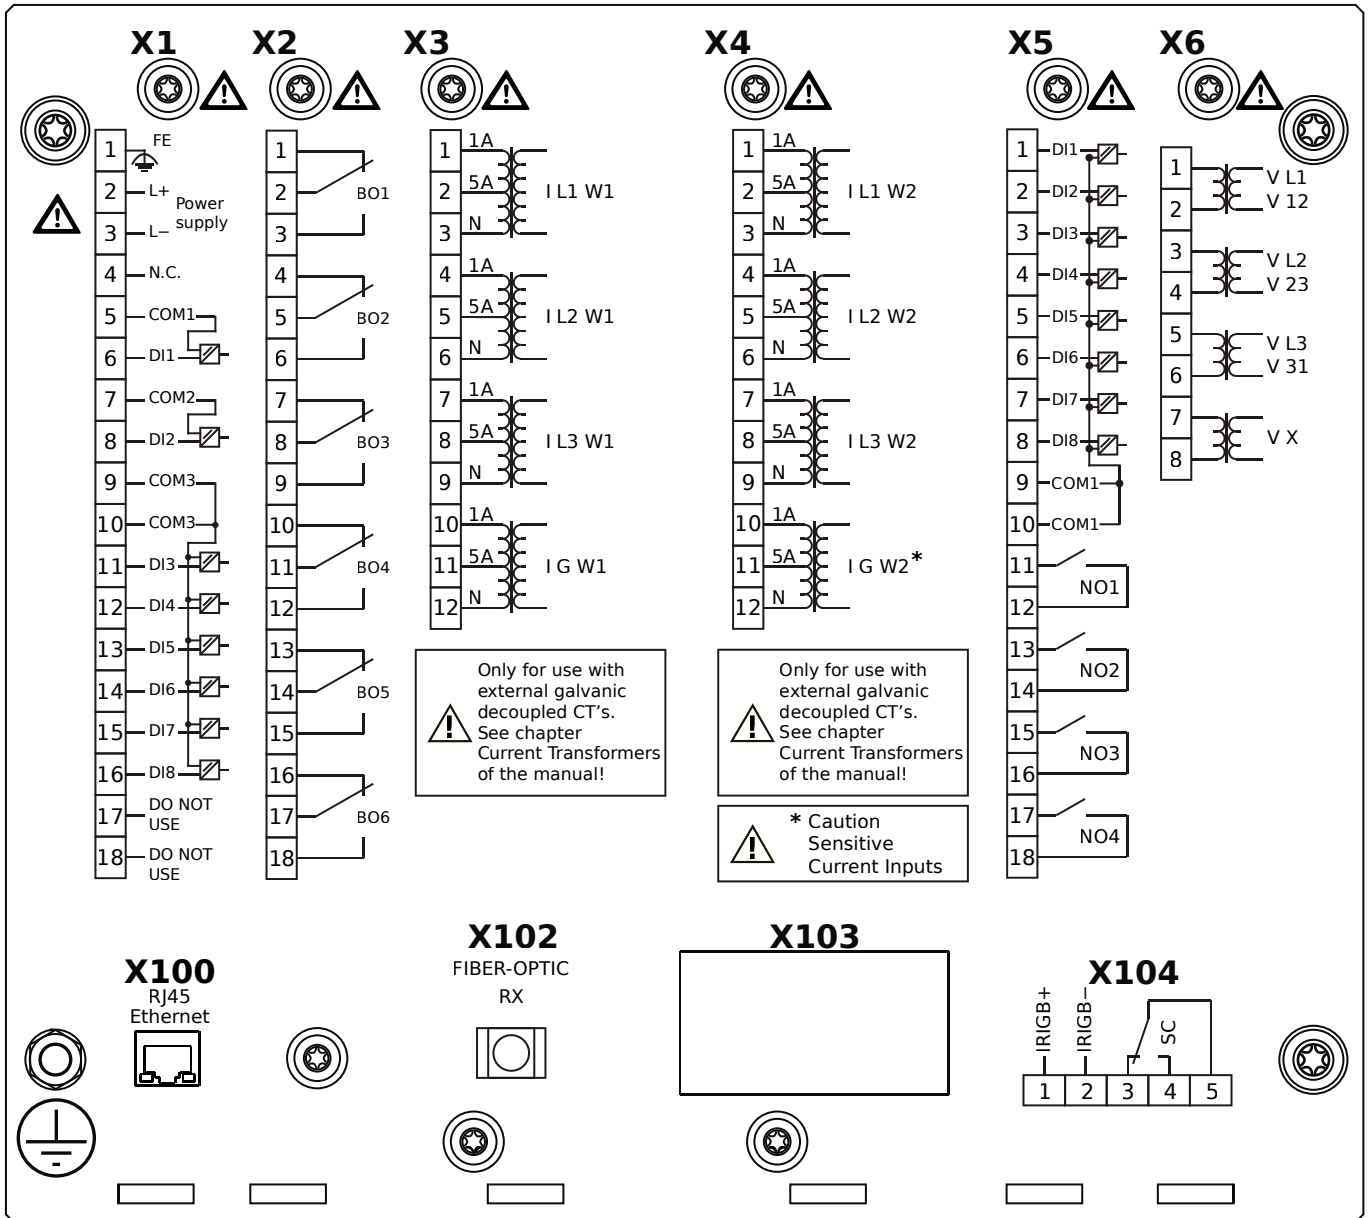 X1
X2
X3
X4
X5
X6
1
FE
2
L+
Power
supply
3
L−
4
N.C.
5
COM1
6
DI1
7
COM2
8
DI2
9
COM3
10
COM3
11
DI3
12
DI4
13
DI5
14
DI6
15
DI7
16
DI8
17
DO NOT
USE
18
DO NOT
USE
1
2
BO1
3
4
5
BO2
6
7
8
BO3
9
10
11
BO4
12
13
14
BO5
15
16
17
BO6
18
1
1A
2
5A
I L1 W1
3
N
4
1A
5
5A
I L2 W1
6
N
7
1A
8
5A
I L3 W1
9
N
10
1A
11
5A
I G W1
12
N
Only for use with
external galvanic
decoupled CT's.
See chapter
Current Transformers
of the manual!
1
1A
2
5A
I L1 W2
3
N
4
1A
5
5A
I L2 W2
6
N
7
1A
8
5A
I L3 W2
9
N
10
1A
11
5A
I G W2*
12
N
Only for use with
external galvanic
decoupled CT's.
See chapter
Current Transformers
of the manual!
* Caution
Sensitive
Current Inputs
1
DI1
2
DI2
3
DI3
4
DI4
5
DI5
6
DI6
7
DI7
8
DI8
9
COM1
10
COM1
11
NO1
12
13
NO2
14
15
NO3
16
17
NO4
18
1
V L1
V 12
2
3
V L2
V 23
4
5
V L3
V 31
6
7
V X
8
X100
RJ45
Ethernet
X102
FIBER-OPTIC
RX
X103
X104
IRIGB+
IRIGB−
SC
1 2 3 4 5